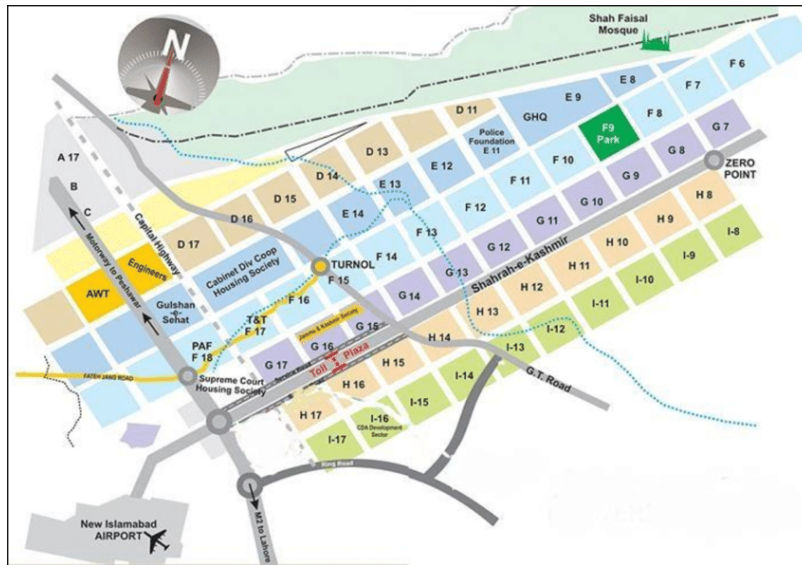 N
Shah Faisal
Mosque
F 6
F 7
E 8
E 9
F 8
GHQ
F9
Park
G 7
D 11
Police
Foundation
E 11
F 10
G 8
ZERO
POINT
D 13
E 12
F 11
G 9
H 8
A 17
D 14
E 13
F 12
G 10
H 9
I-8
B
D 15
E 14
F 13
G 11
H 10
I-9
C
D 16
F 14
G 12
H 11
I-10
Capital Highway
D 17
Cabinet Div Coop
Housing Society
TURNOL
G 13
Shahrah-e-Kashmir
H 12
I-11
Motorway to Peshawar
Engineers
AWT
F 15
G 14
H 13
I-12
Gulshan
Sehat
F 16
Jammu & Kashmir Society
G 15
H 14
I-13
T&T
F 17
G 16
Toll Plaza
PAF
F 18
G 17
Service Road
H 15
I-14
G.T. Road
FATEH JANG ROAD
Supreme Court
Housing Society
H 16
I-15
H 17
I-16
CDA Development
Sector
I-17
Ring Road
M2 to Lahore
New Islamabad
AIRPORT